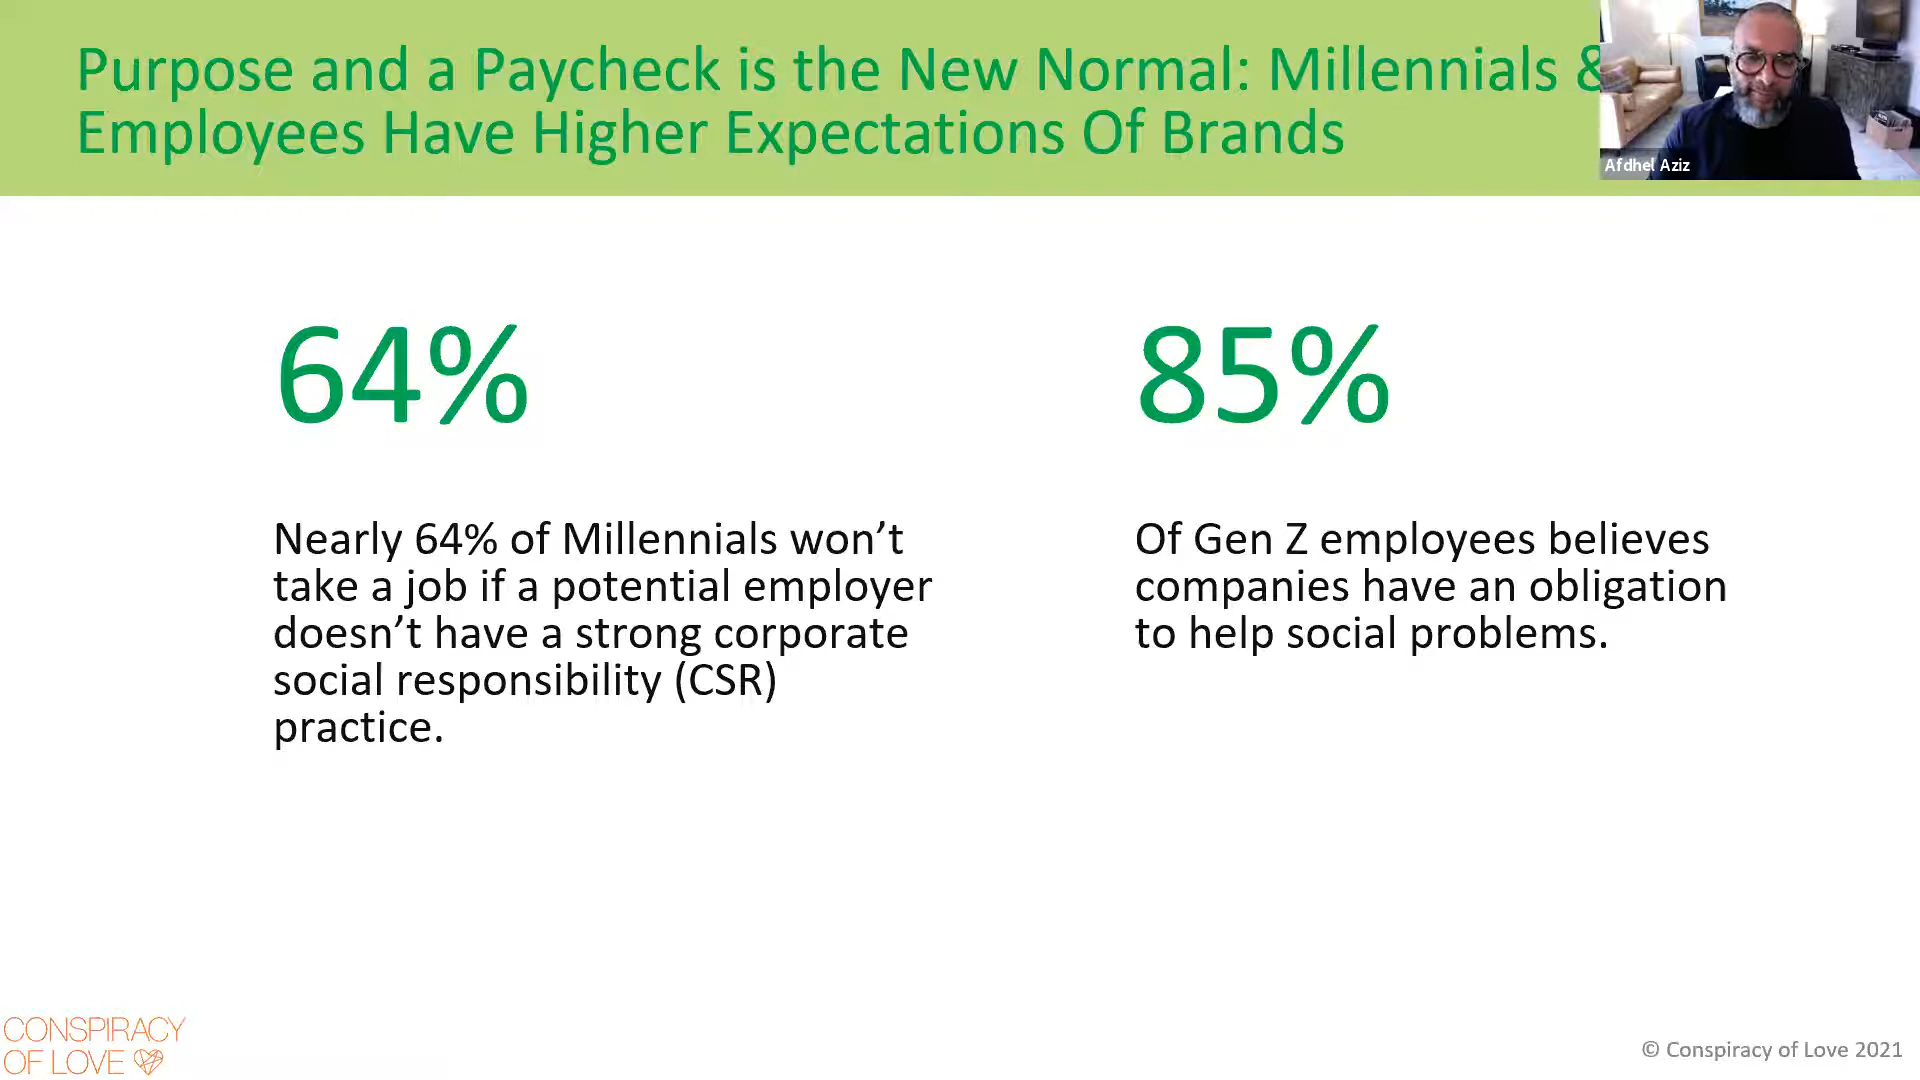 Purpose and a Paycheck is the New Normal: Millennials &
Employees Have Higher Expectations Of Brands
Afdhel Aziz
64%
Nearly 64% of Millennials won’t
take a job if a potential employer
doesn’t have a strong corporate
social responsibility (CSR)
practice.
85%
Of Gen Z employees believes
companies have an obligation
to help social problems.
CONSPIRACY
OF LOVE
© Conspiracy of Love 2021